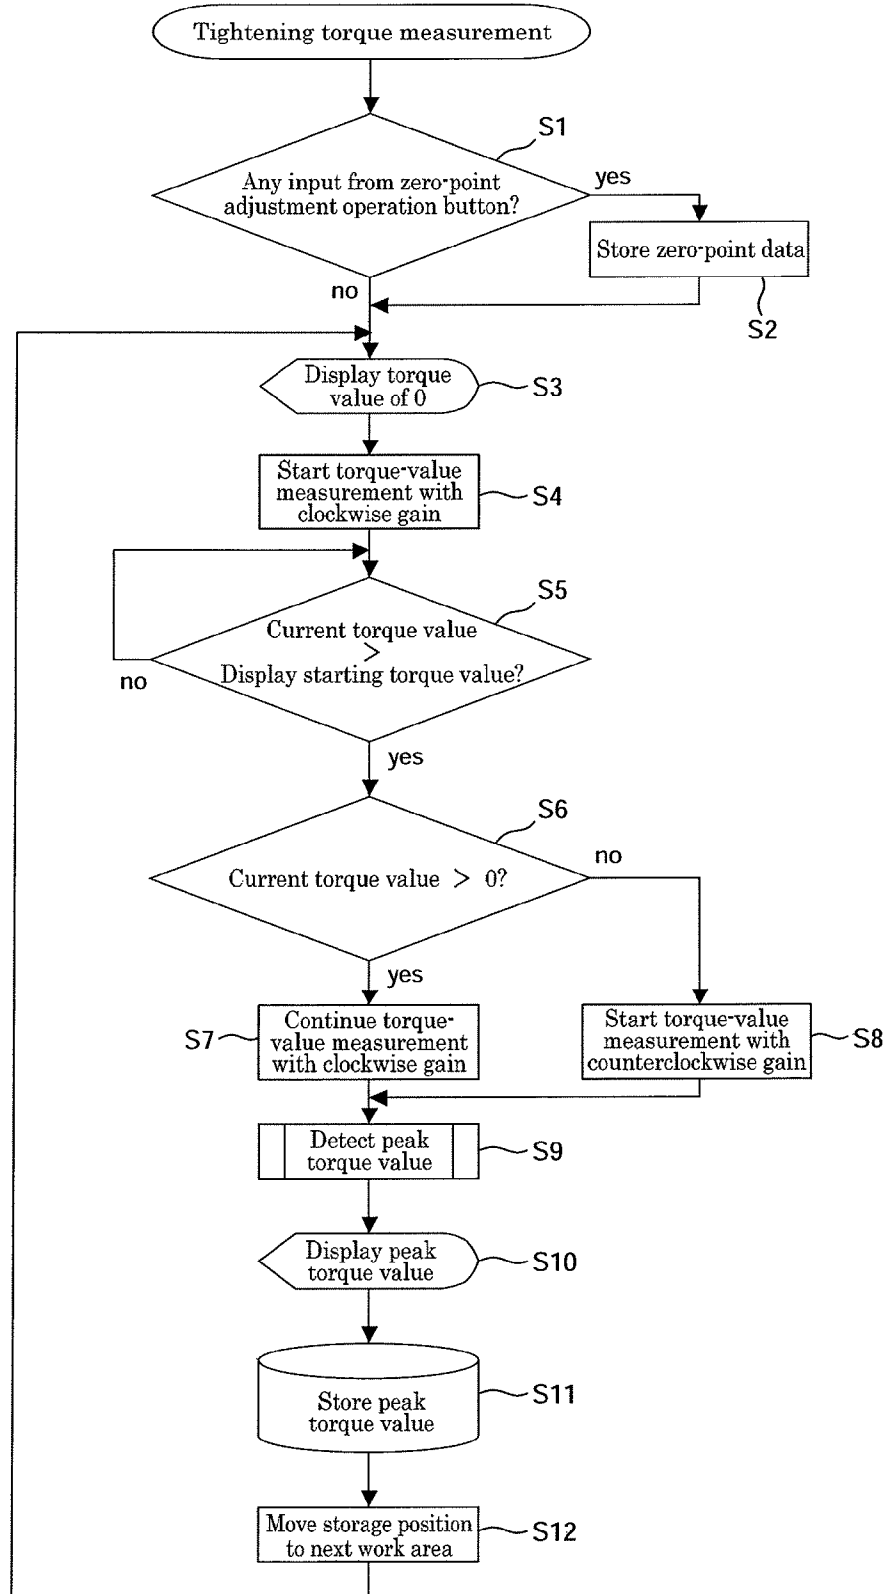 Tightening torque measurement
S1
Any input from zero-point
adjustment operation button?
yes
Store zero-point data
S2
no
Display torque
value of 0
S3
Start torque-value
measurement with
clockwise gain
S4
S5
Current torque value
>
Display starting torque value?
no
yes
S6
Current torque value > 0?
no
yes
S7
Continue torque-
value measurement
with clockwise gain
Start torque-value
measurement with
counterclockwise gain
S8
Detect peak
torque value
S9
Display peak
torque value
S10
Store peak
torque value
S11
Move storage position
to next work area
S12